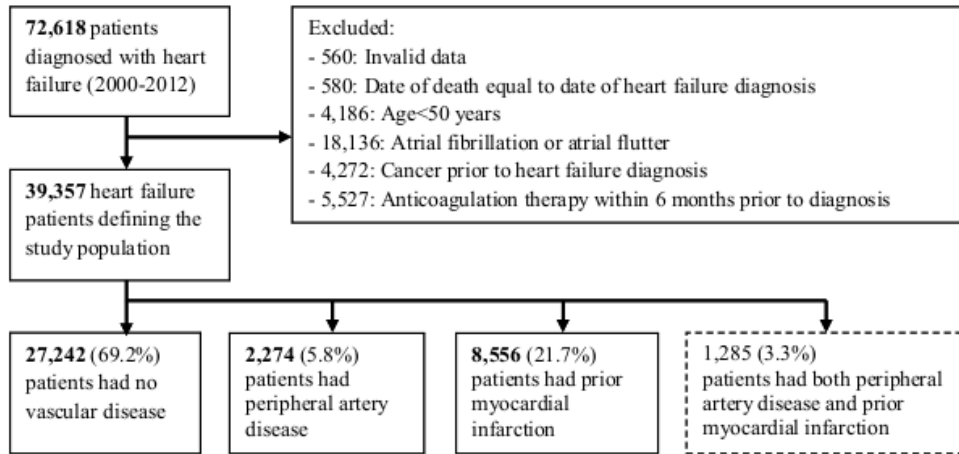 72,618 patients
diagnosed with heart
failure (2000-2012)
Excluded:
- 560: Invalid data
- 580: Date of death equal to date of heart failure diagnosis
- 4,186: Age<50 years
- 18,136: Atrial fibrillation or atrial flutter
- 4,272: Cancer prior to heart failure diagnosis
- 5,527: Anticoagulation therapy within 6 months prior to diagnosis
39,357 heart failure
patients defining the
study population
27,242 (69.2%)
patients had no
vascular disease
2,274 (5.8%)
patients had
peripheral artery
disease
8,556 (21.7%)
patients had prior
myocardial
infarction
1,285 (3.3%)
patients had both peripheral
artery disease and prior
myocardial infarction